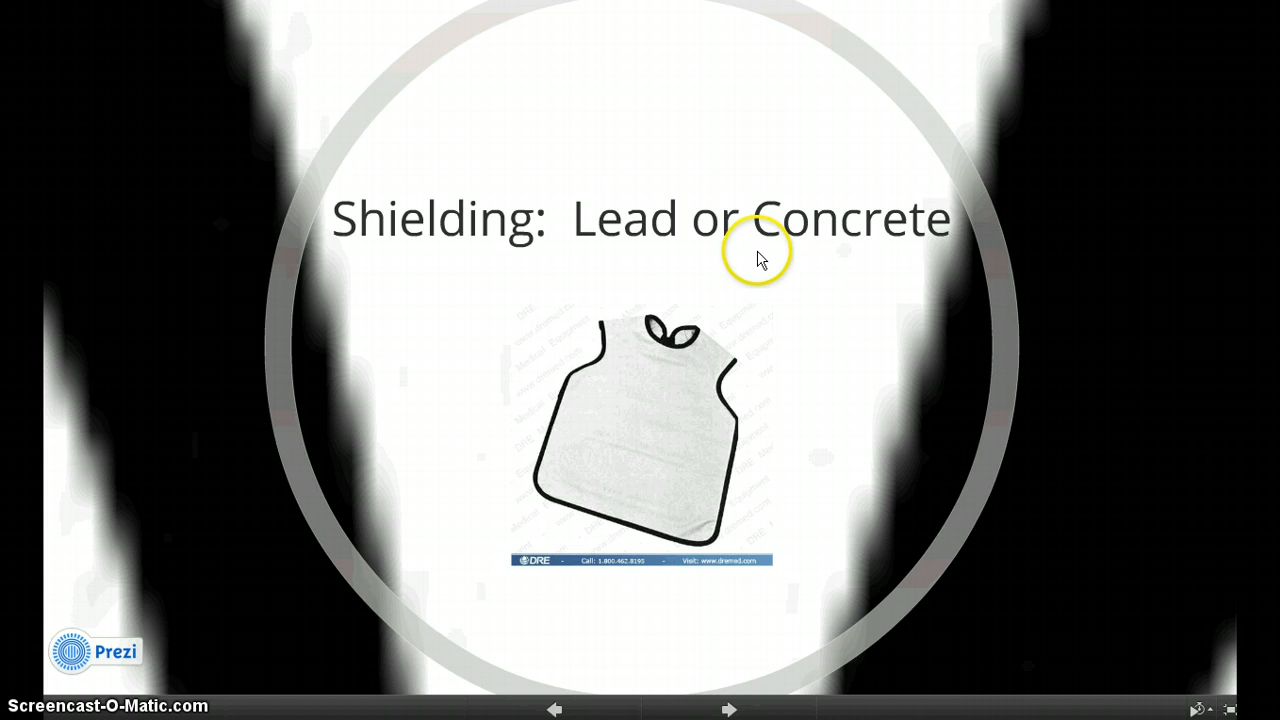 Shielding:  Lead or Concrete
DRE - Call: 1.800.462.8195 - Visit: www.dremed.com
Prezi
Screencast-O-Matic.com